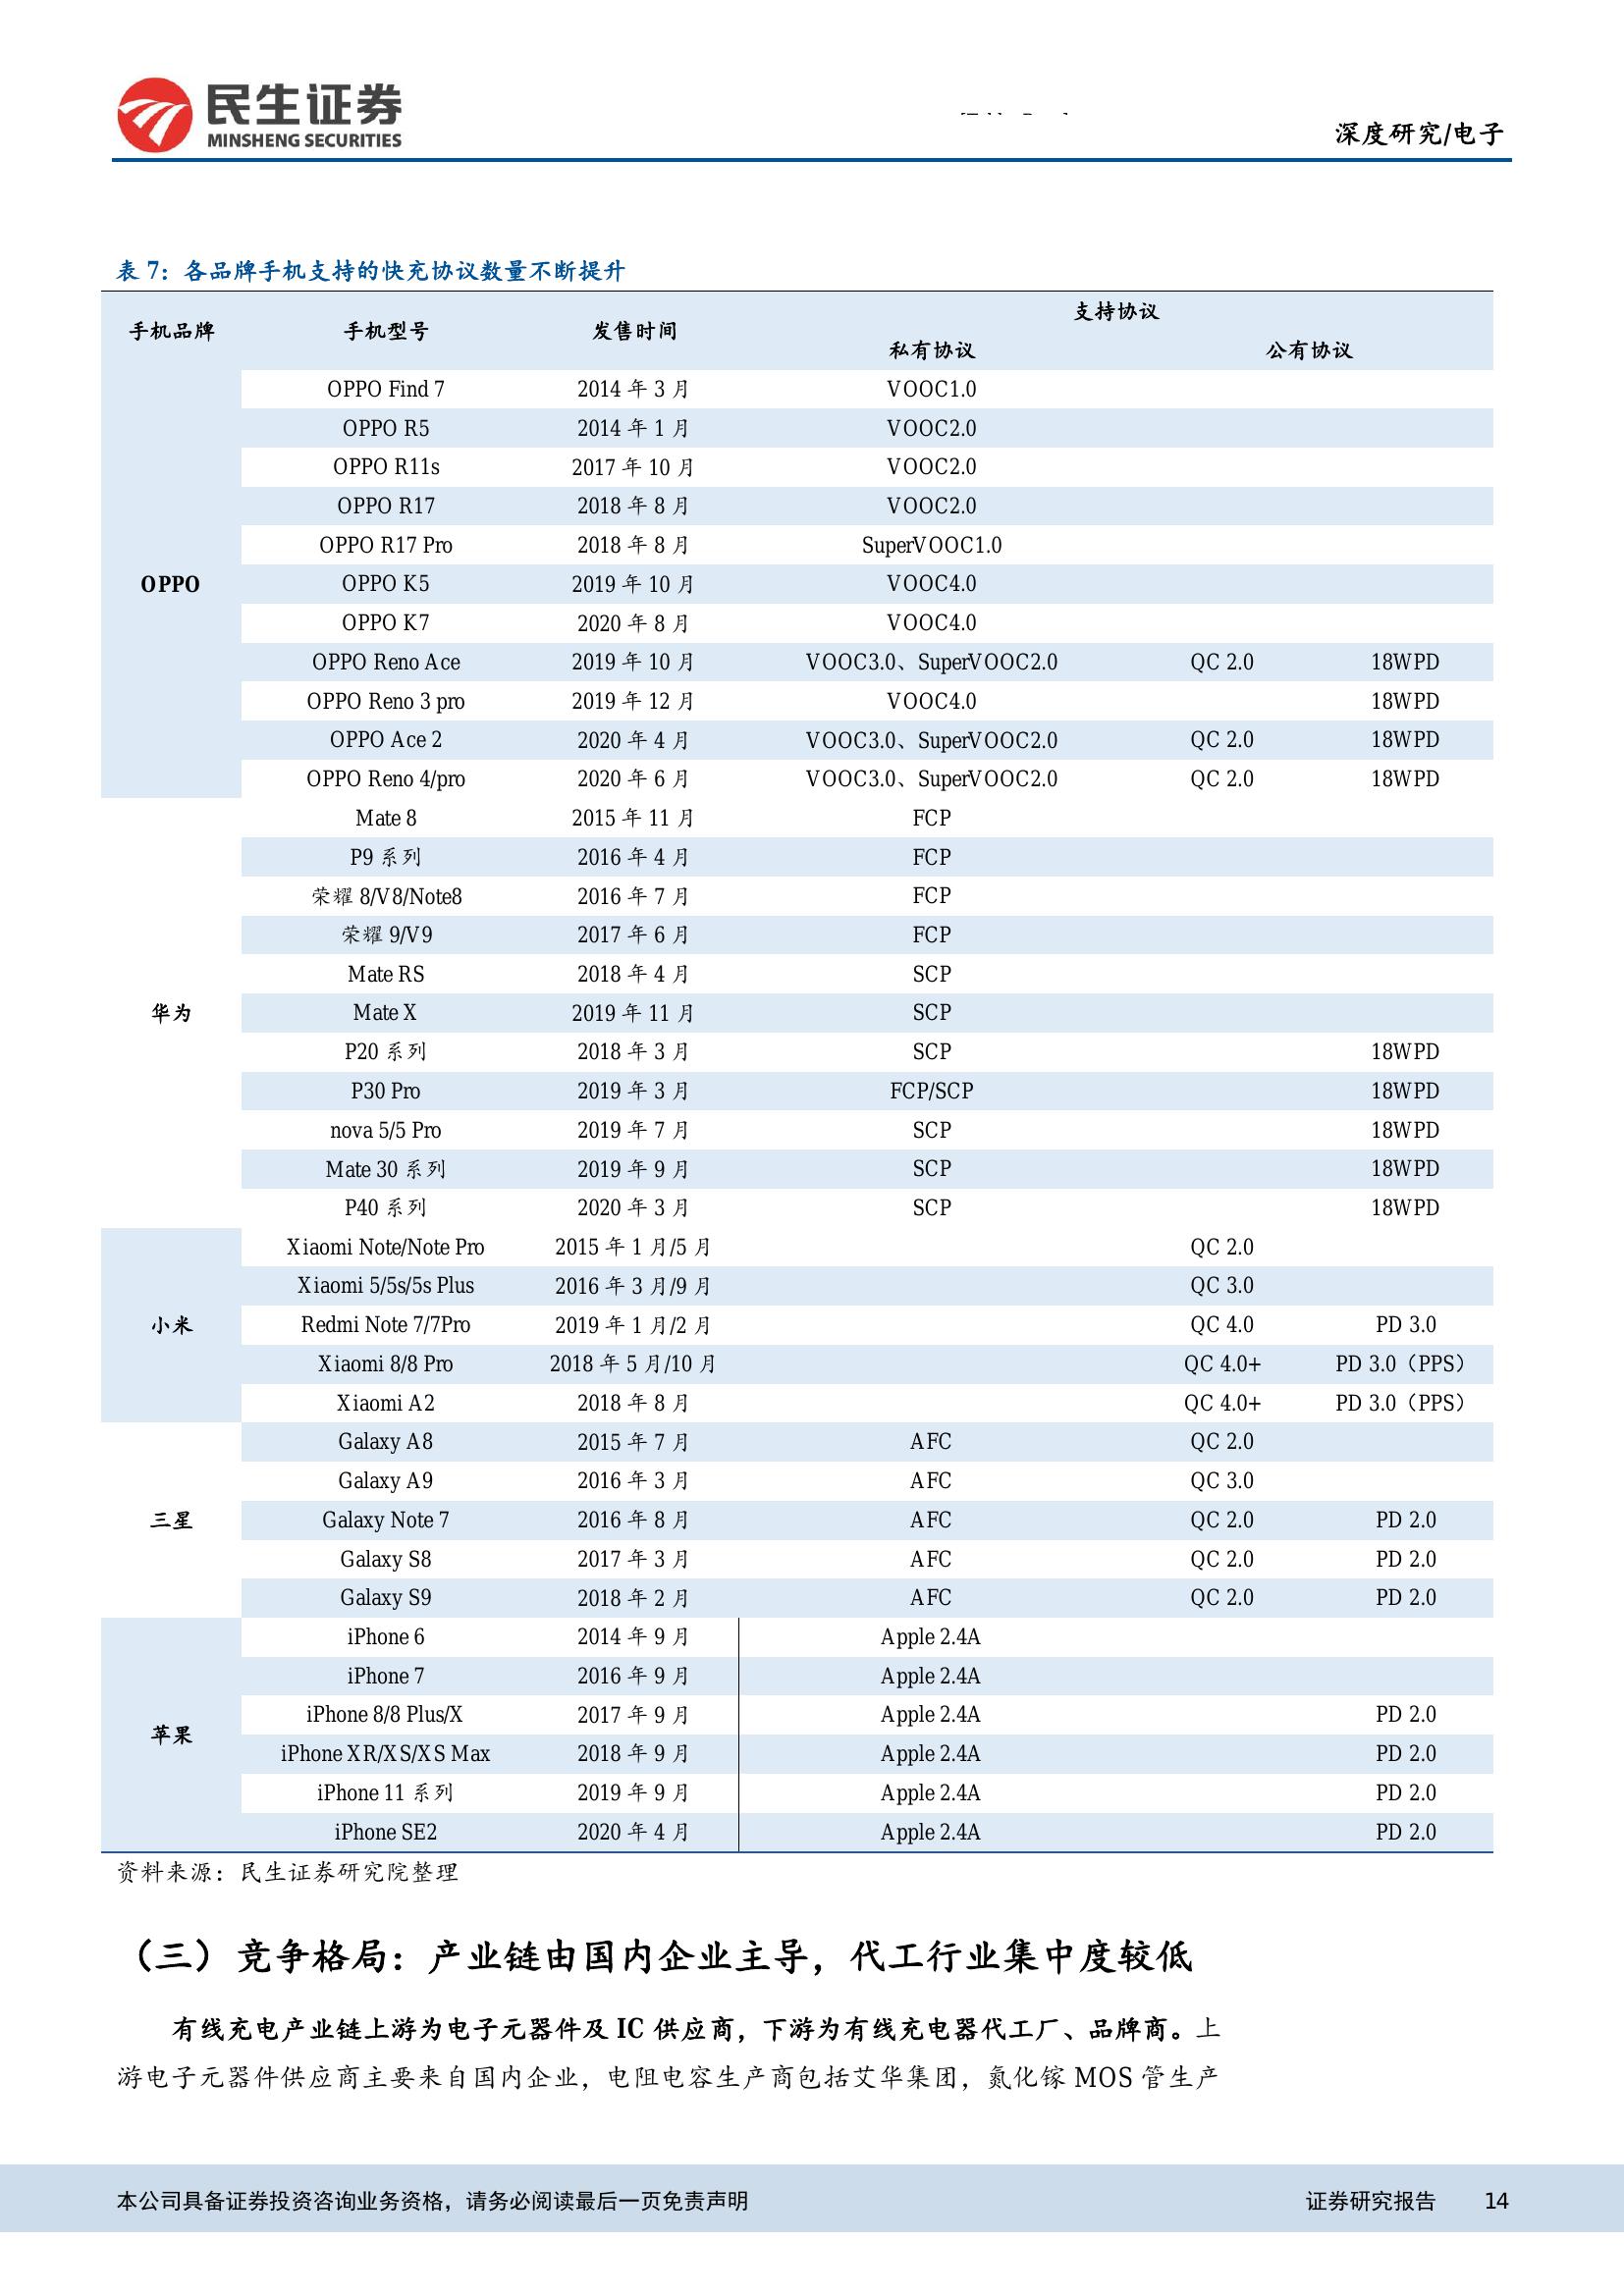 民生证券
MINSHENG SECURITIES
深度研究/电子
表 7：各品牌手机支持的快充协议数量不断提升
手机品牌 手机型号 发售时间 支持协议
私有协议 公有协议
OPPO Find 7 2014 年 3 月 VOOC1.0
OPPO R5 2014 年 1 月 VOOC2.0
OPPO R11s 2017 年 10 月 VOOC2.0
OPPO R17 2018 年 8 月 VOOC2.0
OPPO R17 Pro 2018 年 8 月 SuperVOOC1.0
OPPO OPPO K5 2019 年 10 月 VOOC4.0
OPPO K7 2020 年 8 月 VOOC4.0
OPPO Reno Ace 2019 年 10 月 VOOC3.0、SuperVOOC2.0 QC 2.0 18WPD
OPPO Reno 3 pro 2019 年 12 月 VOOC4.0 18WPD
OPPO Ace 2 2020 年 4 月 VOOC3.0、SuperVOOC2.0 QC 2.0 18WPD
OPPO Reno 4/pro 2020 年 6 月 VOOC3.0、SuperVOOC2.0 QC 2.0 18WPD
Mate 8 2015 年 11 月 FCP
P9 系列 2016 年 4 月 FCP
荣耀 8/V8/Note8 2016 年 7 月 FCP
荣耀 9/V9 2017 年 6 月 FCP
Mate RS 2018 年 4 月 SCP
华为 Mate X 2019 年 11 月 SCP
P20 系列 2018 年 3 月 SCP 18WPD
P30 Pro 2019 年 3 月 FCP/SCP 18WPD
nova 5/5 Pro 2019 年 7 月 SCP 18WPD
Mate 30 系列 2019 年 9 月 SCP 18WPD
P40 系列 2020 年 3 月 SCP 18WPD
Xiaomi Note/Note Pro 2015 年 1 月/5 月 QC 2.0
Xiaomi 5/5s/5s Plus 2016 年 3 月/9 月 QC 3.0
小米 Redmi Note 7/7Pro 2019 年 1 月/2 月 QC 4.0 PD 3.0
Xiaomi 8/8 Pro 2018 年 5 月/10 月 QC 4.0+ PD 3.0（PPS）
Xiaomi A2 2018 年 8 月 QC 4.0+ PD 3.0（PPS）
Galaxy A8 2015 年 7 月 AFC QC 2.0
Galaxy A9 2016 年 3 月 AFC QC 3.0
三星 Galaxy Note 7 2016 年 8 月 AFC QC 2.0 PD 2.0
Galaxy S8 2017 年 3 月 AFC QC 2.0 PD 2.0
Galaxy S9 2018 年 2 月 AFC QC 2.0 PD 2.0
iPhone 6 2014 年 9 月 Apple 2.4A
iPhone 7 2016 年 9 月 Apple 2.4A
iPhone 8/8 Plus/X 2017 年 9 月 Apple 2.4A PD 2.0
苹果
iPhone XR/XS/XS Max 2018 年 9 月 Apple 2.4A PD 2.0
iPhone 11 系列 2019 年 9 月 Apple 2.4A PD 2.0
iPhone SE2 2020 年 4 月 Apple 2.4A PD 2.0
资料来源：民生证券研究院整理
（三）竞争格局：产业链由国内企业主导，代工行业集中度较低
有线充电产业链上游为电子元器件及 IC 供应商，下游为有线充电器代工厂、品牌商。上
游电子元器件供应商主要来自国内企业，电阻电容生产商包括艾华集团，氮化镓 MOS 管生产
本公司具备证券投资咨询业务资格，请务必阅读最后一页免责声明 证券研究报告 14